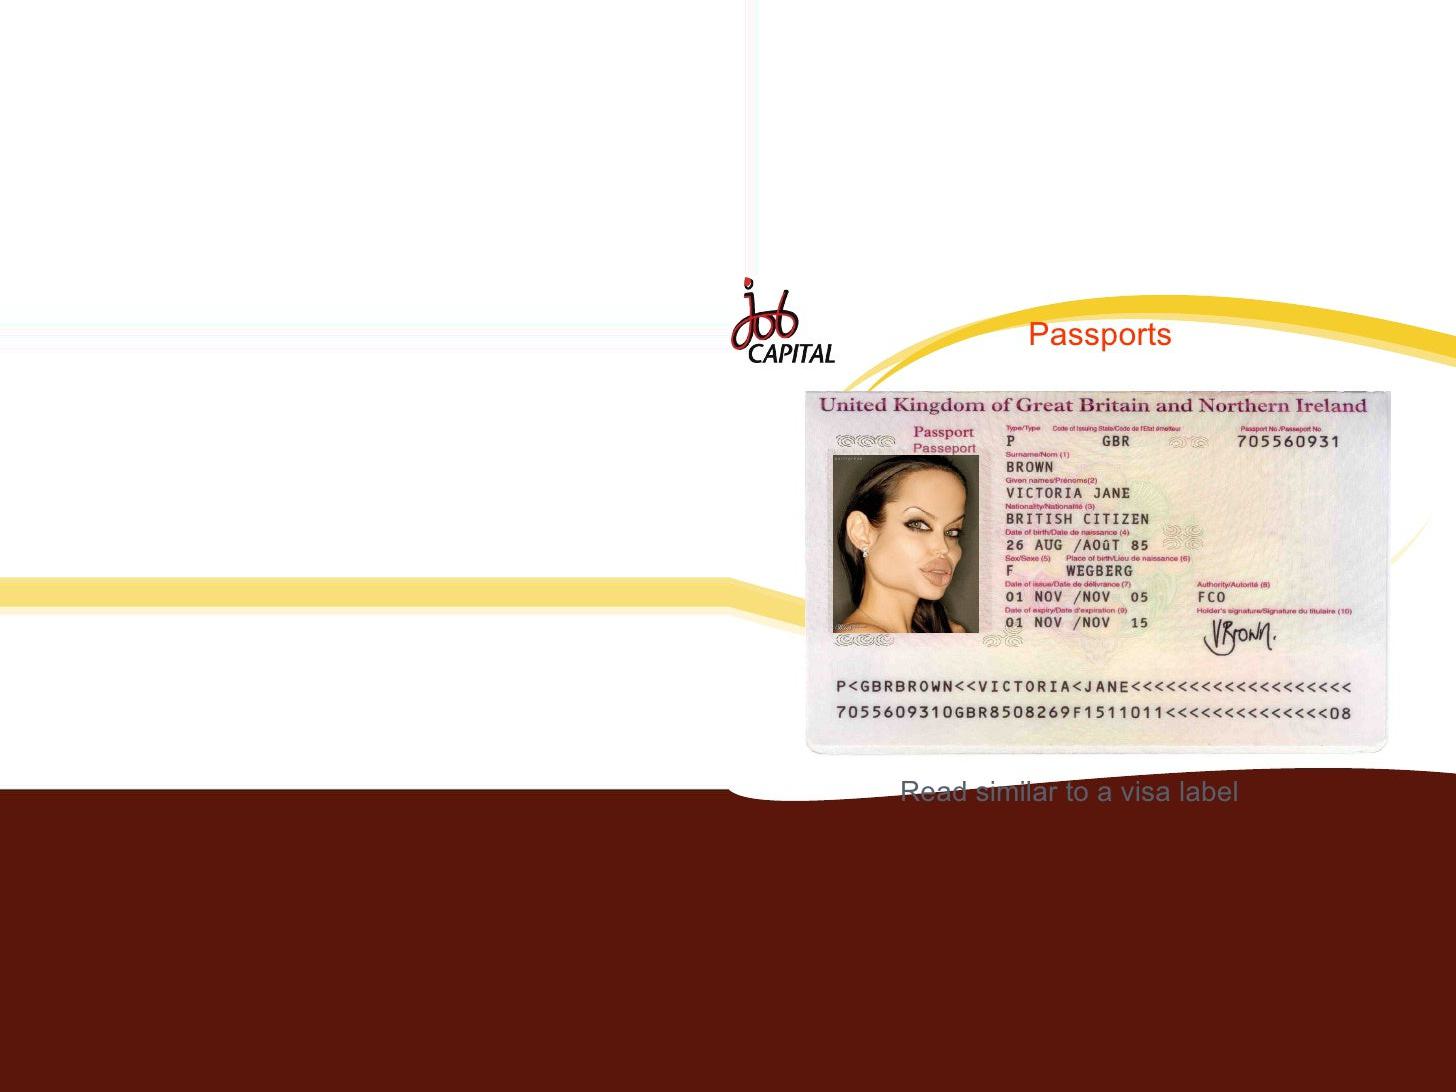 job
CAPITAL
Passports
United Kingdom of Great Britain and Northern Ireland
Passport
Passeport
Type/Type Code of Issuing State/Code de l'Etat émetteur Passport No./Passeport No.
P GBR 705560931
Surname/Nom (1)
BROWN
Given names/Prénoms(2)
VICTORIA JANE
Nationality/Nationalité (3)
BRITISH CITIZEN
Date of birth/Date de naissance (4)
26 AUG /AOûT 85
Sex/Sexe (5) Place of birth/Lieu de naissance (6)
F WEGBERG
Date of issue/Date de délivrance (7) Authority/Autorité (8)
01 NOV /NOV 05 FCO
Date of expiry/Date d'expiration (9) Holder's signature/Signature du titulaire (10)
01 NOV /NOV 15
VBrown.
P<GBRBROWN<<VICTORIA<JANE<<<<<<<<<<<<<<<<<<<
7055609310GBR8508269F1511011<<<<<<<<<<<<<<08
Read similar to a visa label